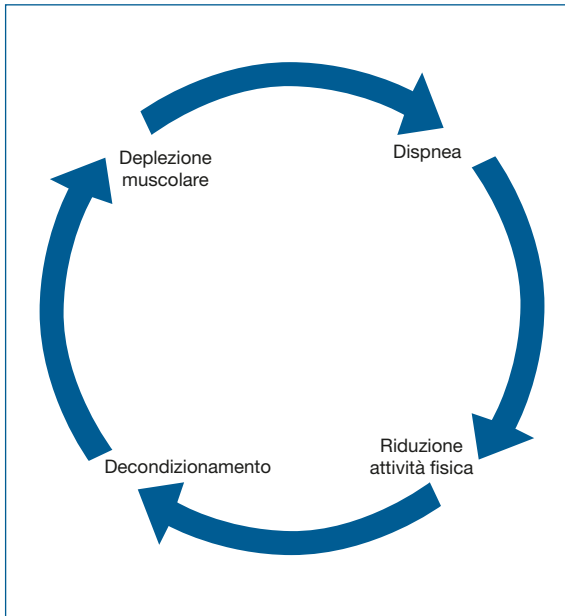 Deplezione
muscolare
Dispnea
Riduzione
attività fisica
Decondizionamento